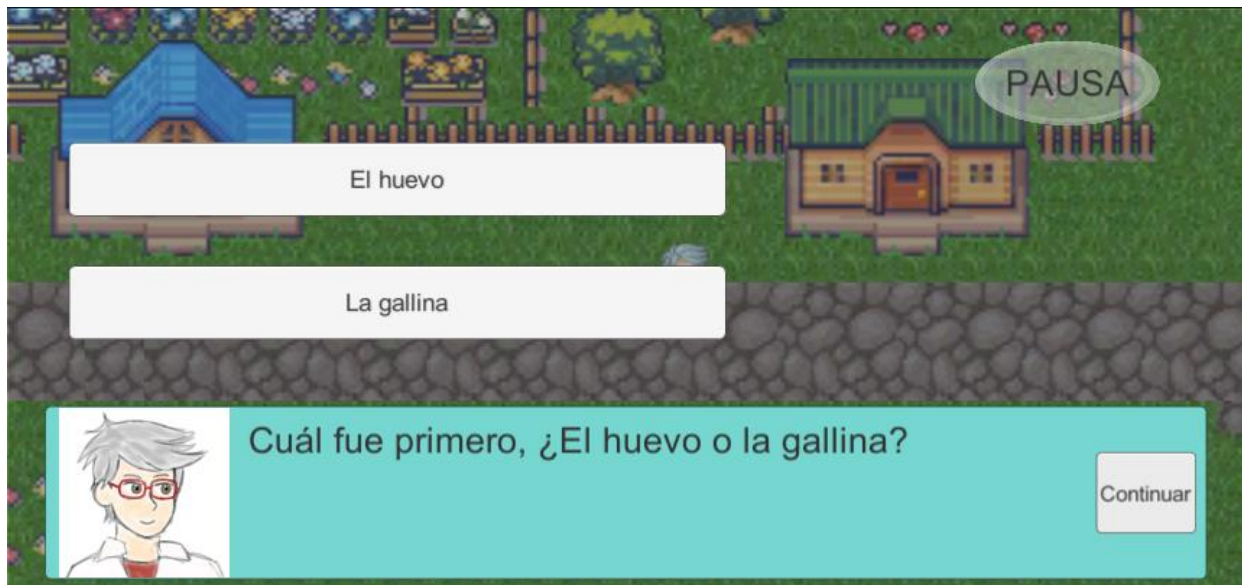 PAUSA
El huevo
La gallina
Cuál fue primero, ¿El huevo o la gallina?
Continuar